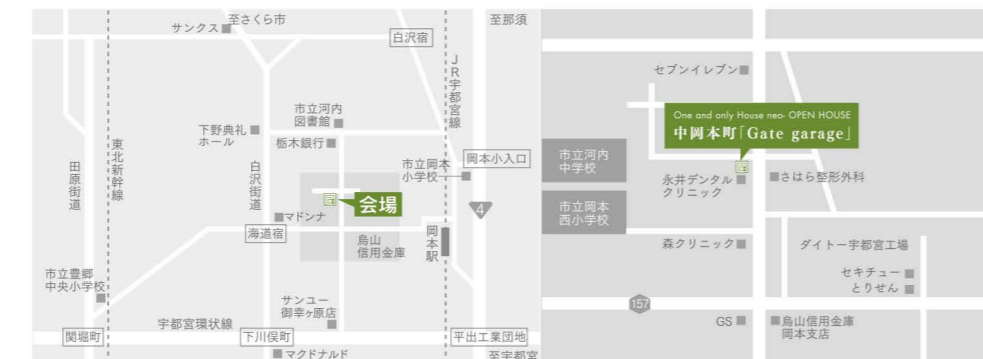 至さくら市
サンクス
白沢宿
至那須
JR宇都宮線
市立河内
図書館
下野典礼
ホール
栃木銀行
東北新幹線
田原街道
白沢街道
市立岡本
小学校
岡本小入口
会場
4
マドンナ
海道宿
烏山
信用金庫
岡本駅
市立豊郷
中央小学校
サンユー
御幸ヶ原店
宇都宮環状線
関堀町
下川俣町
平出工業団地
マクドナルド
至宇都宮
セブンイレブン
One and only House neo- OPEN HOUSE
中岡本町「Gate garage」
市立河内
中学校
永井デンタル
クリニック
さはら整形外科
市立岡本
西小学校
森クリニック
ダイトー宇都宮工場
セキチュー
とりせん
157
GS
烏山信用金庫
岡本支店